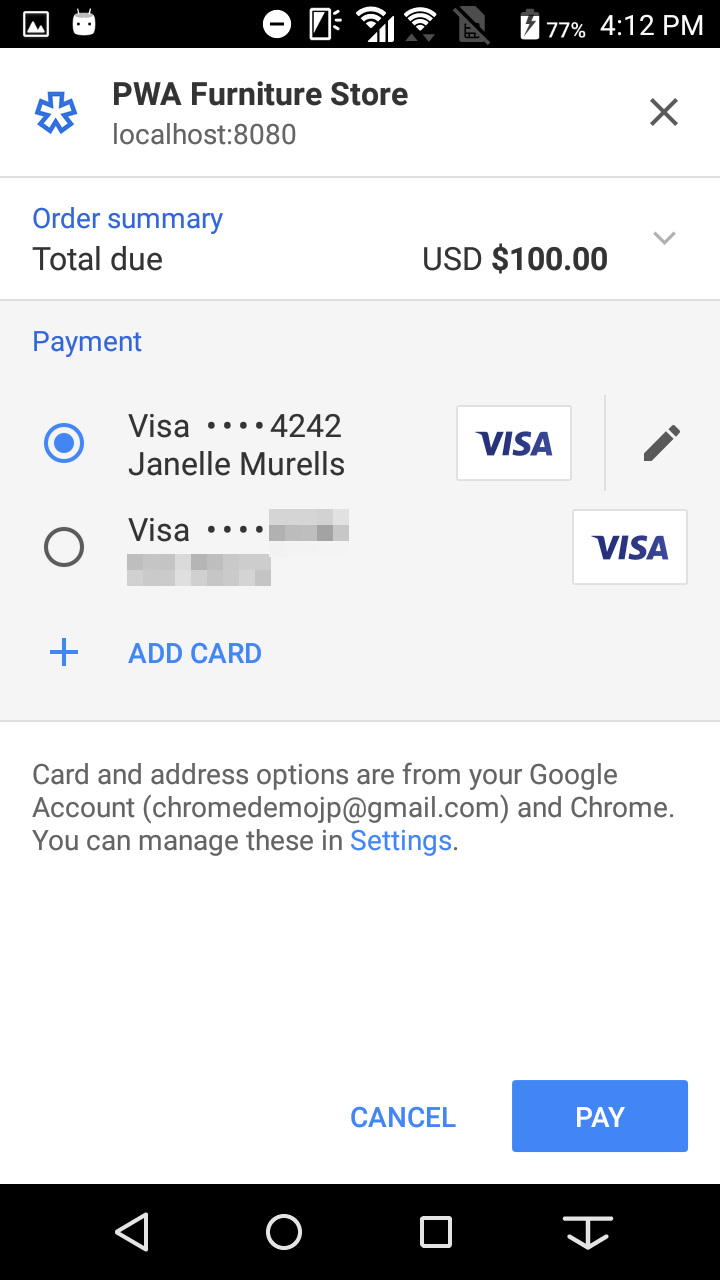 77% 4:12 PM
PWA Furniture Store
localhost:8080
Order summary
Total due USD $100.00
Payment
Visa ····4242 VISA
Janelle Murells
Visa ···· VISA
ADD CARD
Card and address options are from your Google
Account (chromedemojp@gmail.com) and Chrome.
You can manage these in Settings.
CANCEL PAY